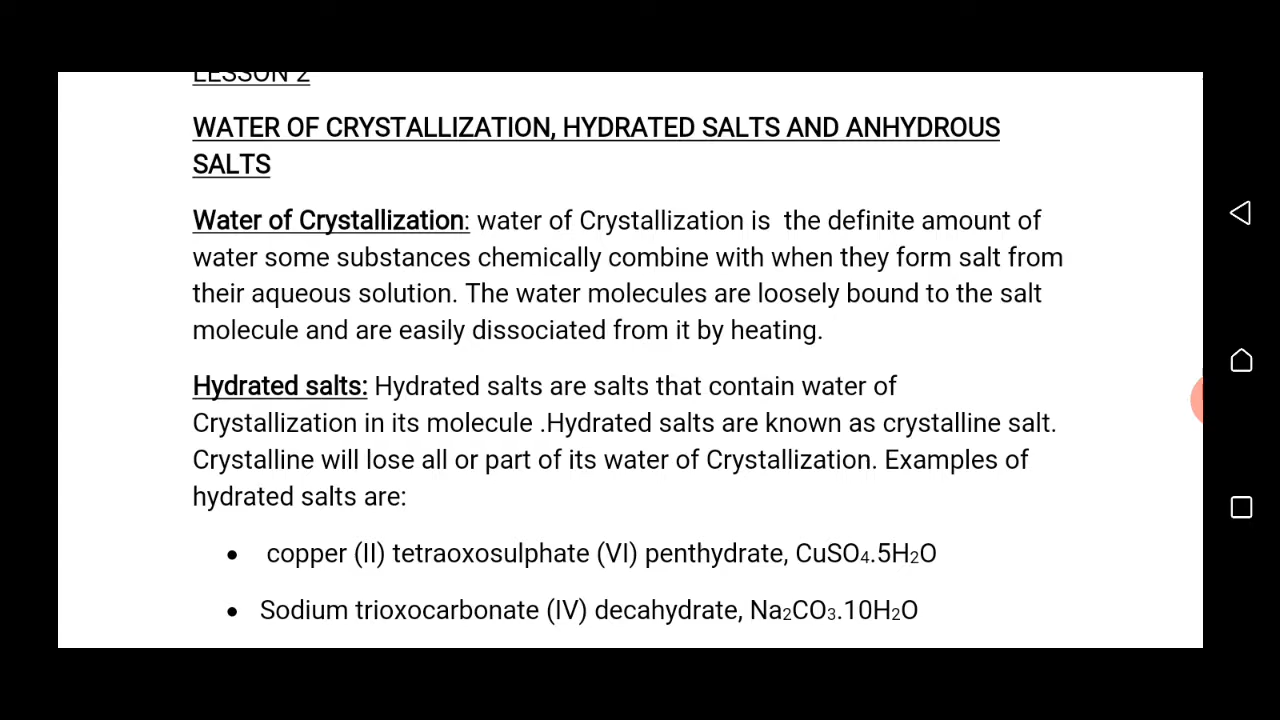 LESSON 2
WATER OF CRYSTALLIZATION, HYDRATED SALTS AND ANHYDROUS
SALTS
Water of Crystallization: water of Crystallization is the definite amount of
water some substances chemically combine with when they form salt from
their aqueous solution. The water molecules are loosely bound to the salt
molecule and are easily dissociated from it by heating.
Hydrated salts: Hydrated salts are salts that contain water of
Crystallization in its molecule .Hydrated salts are known as crystalline salt.
Crystalline will lose all or part of its water of Crystallization. Examples of
hydrated salts are:
• copper (II) tetraoxosulphate (VI) penthydrate, CuSO₄.5H₂O
• Sodium trioxocarbonate (IV) decahydrate, Na₂CO₃.10H₂O